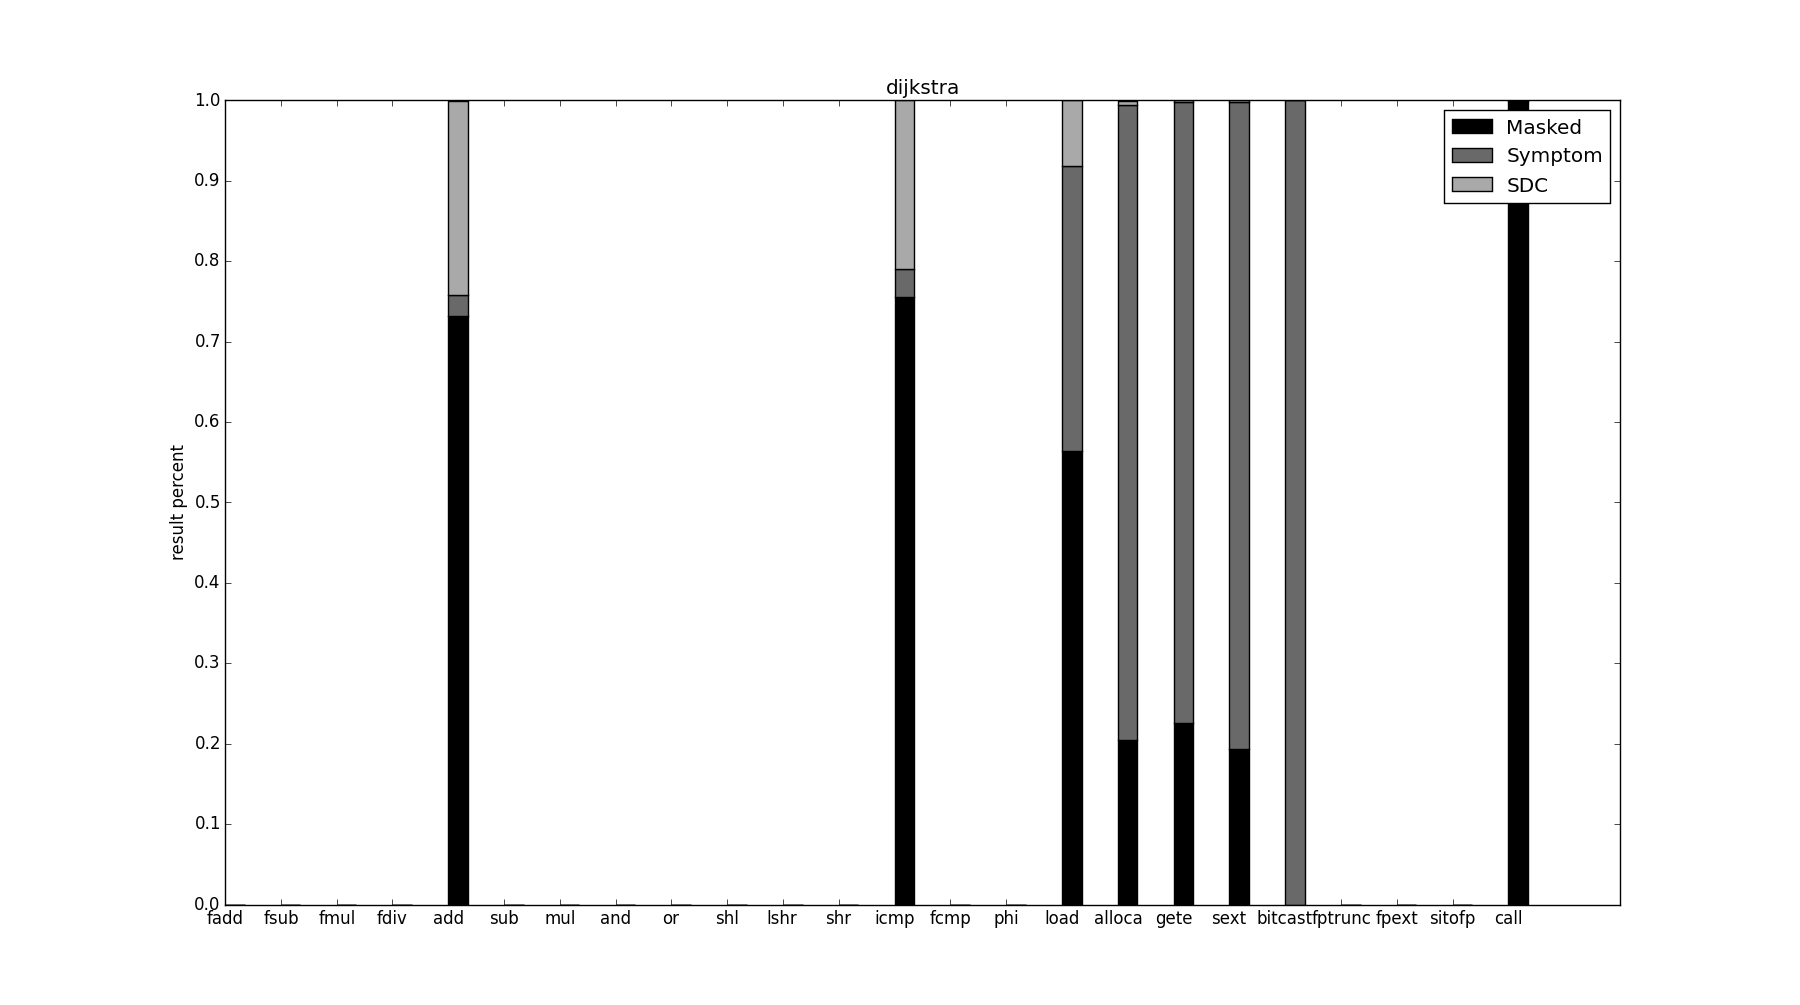 dijkstra
1.0
0.9
0.8
0.7
0.6
0.5
0.4
0.3
0.2
0.1
0.0
result percent
Masked
Symptom
SDC
fadd fsub fmul fdiv add sub mul and or shl lshr shr icmp fcmp phi load alloca gete sext bitcast fptrunc fpext sitofp call